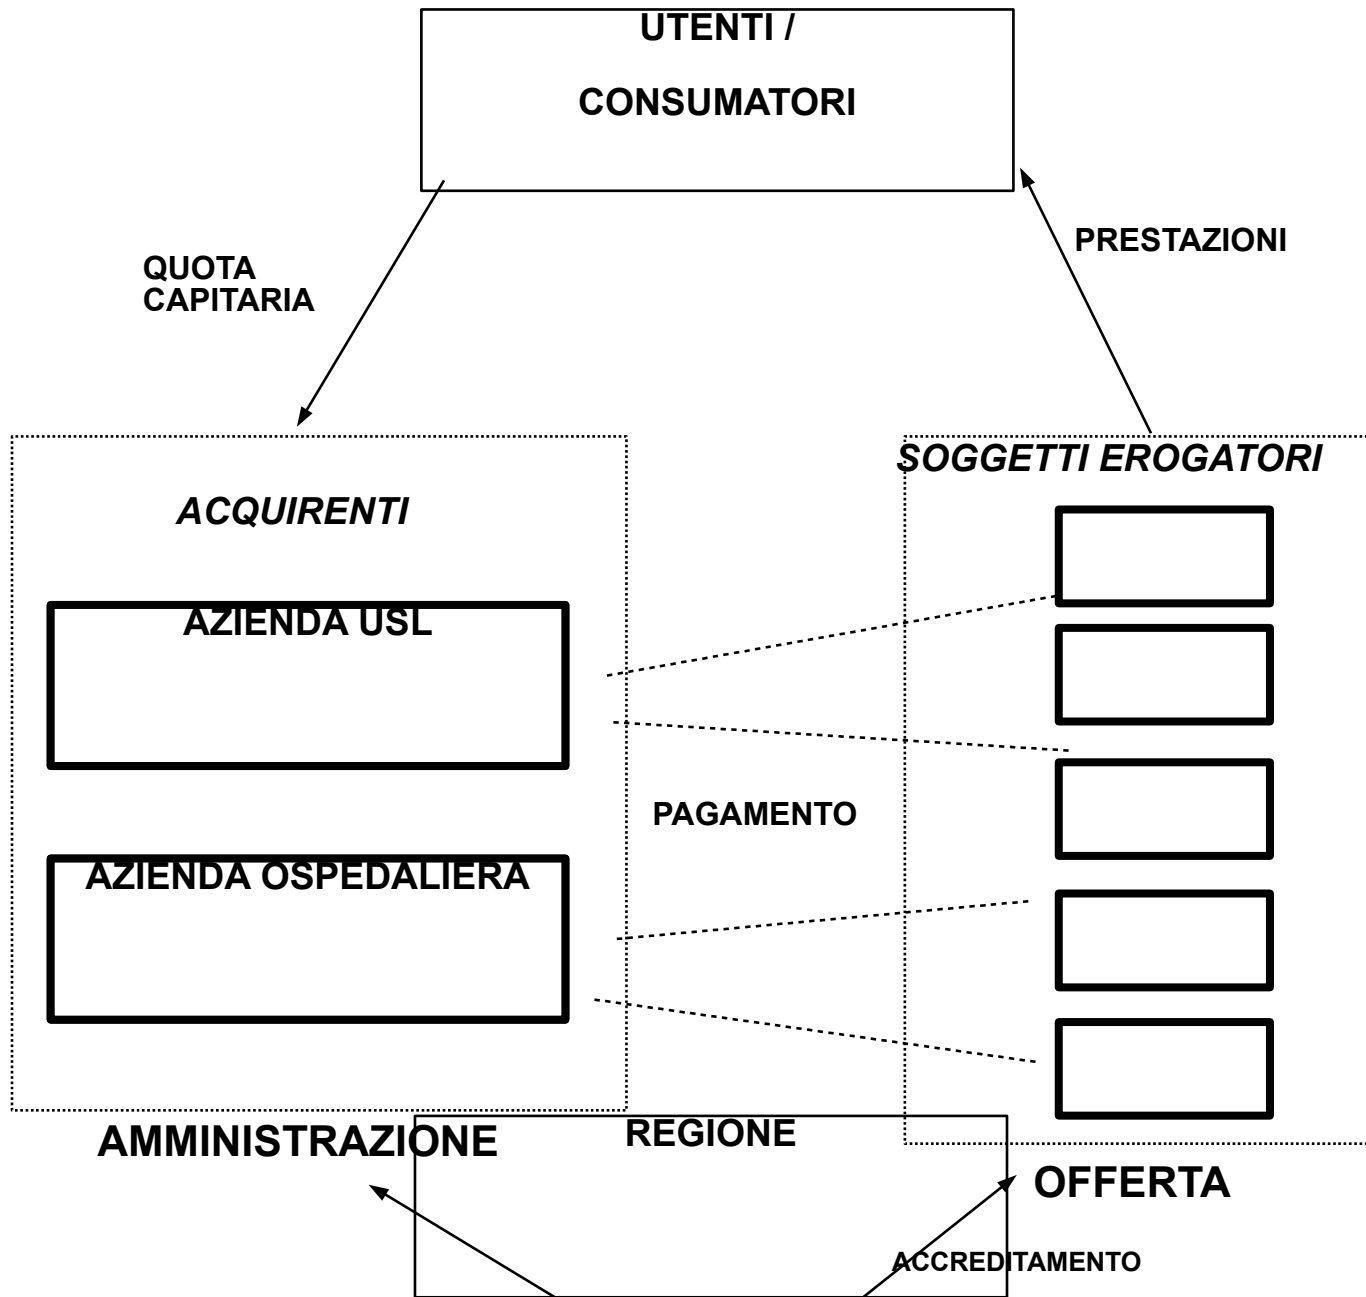 UTENTI /
CONSUMATORI
PRESTAZIONI
QUOTA
CAPITARIA
SOGGETTI EROGATORI
ACQUIRENTI
AZIENDA USL
PAGAMENTO
AZIENDA OSPEDALIERA
AMMINISTRAZIONE
REGIONE
OFFERTA
ACCREDITAMENTO